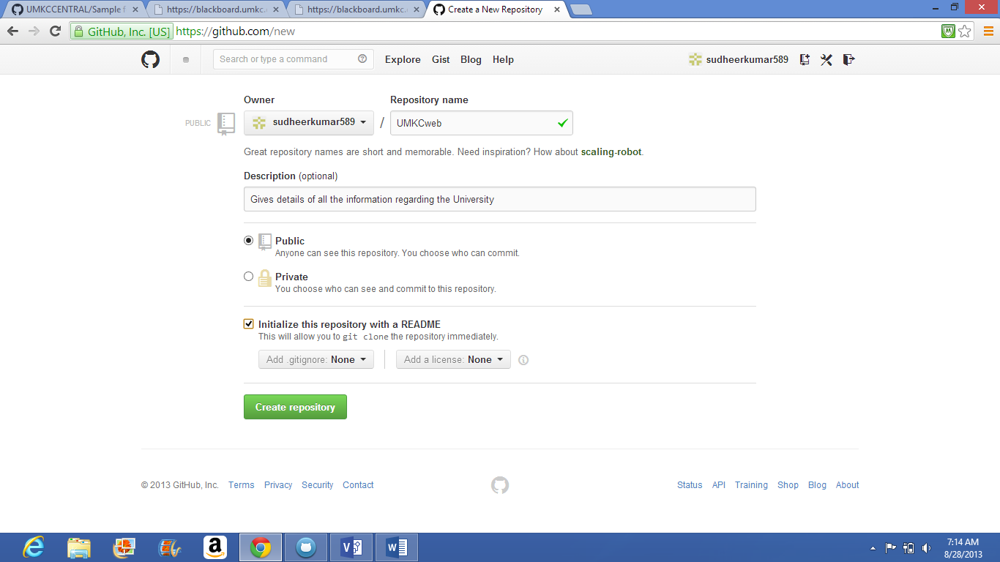 UMKCCENTRAL/Sample f
https://blackboard.umkc.
https://blackboard.umkc.
Create a New Repository
GitHub, Inc. [US] https://github.com/new
Search or type a command
Explore Gist Blog Help
sudheerkumar589
Owner Repository name
PUBLIC sudheerkumar589 / UMKCweb
Great repository names are short and memorable. Need inspiration? How about scaling-robot.
Description (optional)
Gives details of all the information regarding the University
Public
Anyone can see this repository. You choose who can commit.
Private
You choose who can see and commit to this repository.
Initialize this repository with a README
This will allow you to git clone the repository immediately.
Add .gitignore: None Add a license: None
Create repository
© 2013 GitHub, Inc. Terms Privacy Security Contact Status API Training Shop Blog About
7:14 AM
8/28/2013